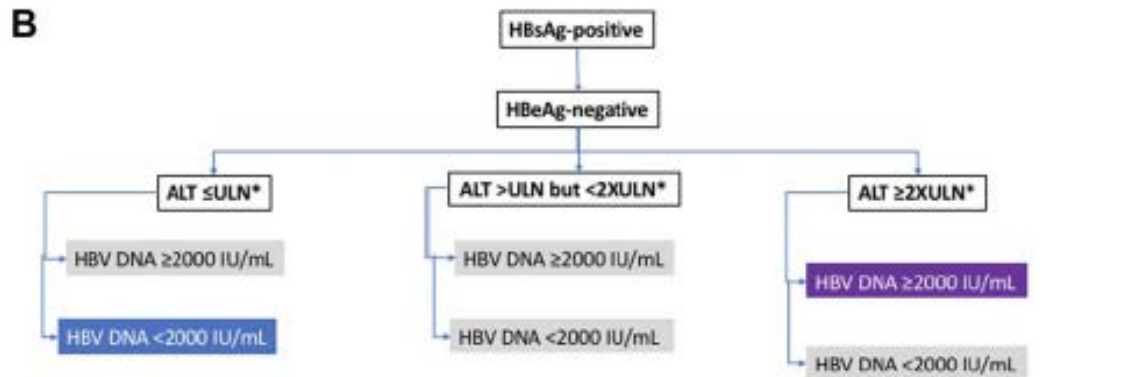 B
HBsAg-positive
HBeAg-negative
ALT ≤ULN*
ALT >ULN but <2XULN*
ALT ≥2XULN*
HBV DNA ≥2000 IU/mL
HBV DNA <2000 IU/mL
HBV DNA ≥2000 IU/mL
HBV DNA <2000 IU/mL
HBV DNA ≥2000 IU/mL
HBV DNA <2000 IU/mL